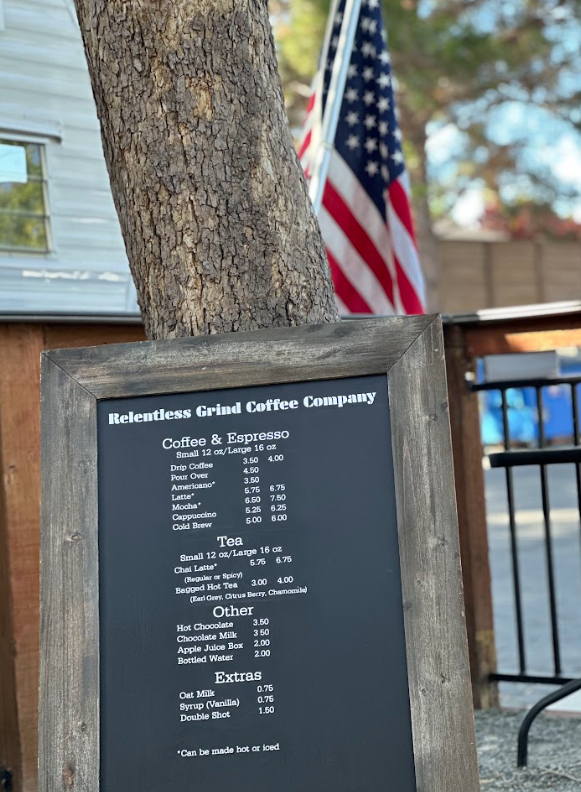 Relentless Grind Coffee Company
Coffee & Espresso
Small 12 oz/Large 16 oz
Drip Coffee 3.50 4.00
Pour Over 4.50
Americano* 3.50
Latte* 5.75 6.75
Mocha* 6.50 7.50
Cappuccino 5.25 6.25
Cold Brew 5.00 6.00
Tea
Small 12 oz/Large 16 oz
Chai Latte* 5.75 6.75
(Regular or Spicy)
Bagged Hot Tea 3.00 4.00
(Earl Grey, Citrus Berry, Chamomile)
Other
Hot Chocolate 3.50
Chocolate Milk 3.50
Apple Juice Box 2.00
Bottled Water 2.00
Extras
Oat Milk 0.75
Syrup (Vanilla) 0.75
Double Shot 1.50
*Can be made hot or iced